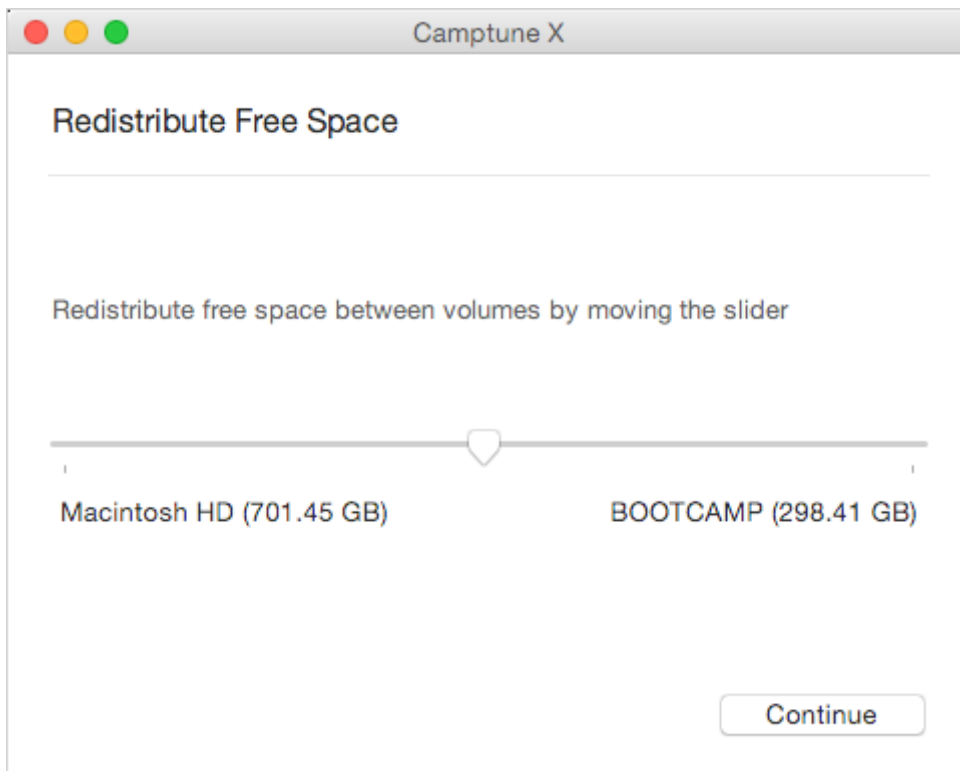 Camptune X
Redistribute Free Space
Redistribute free space between volumes by moving the slider
Macintosh HD (701.45 GB)
BOOTCAMP (298.41 GB)
Continue